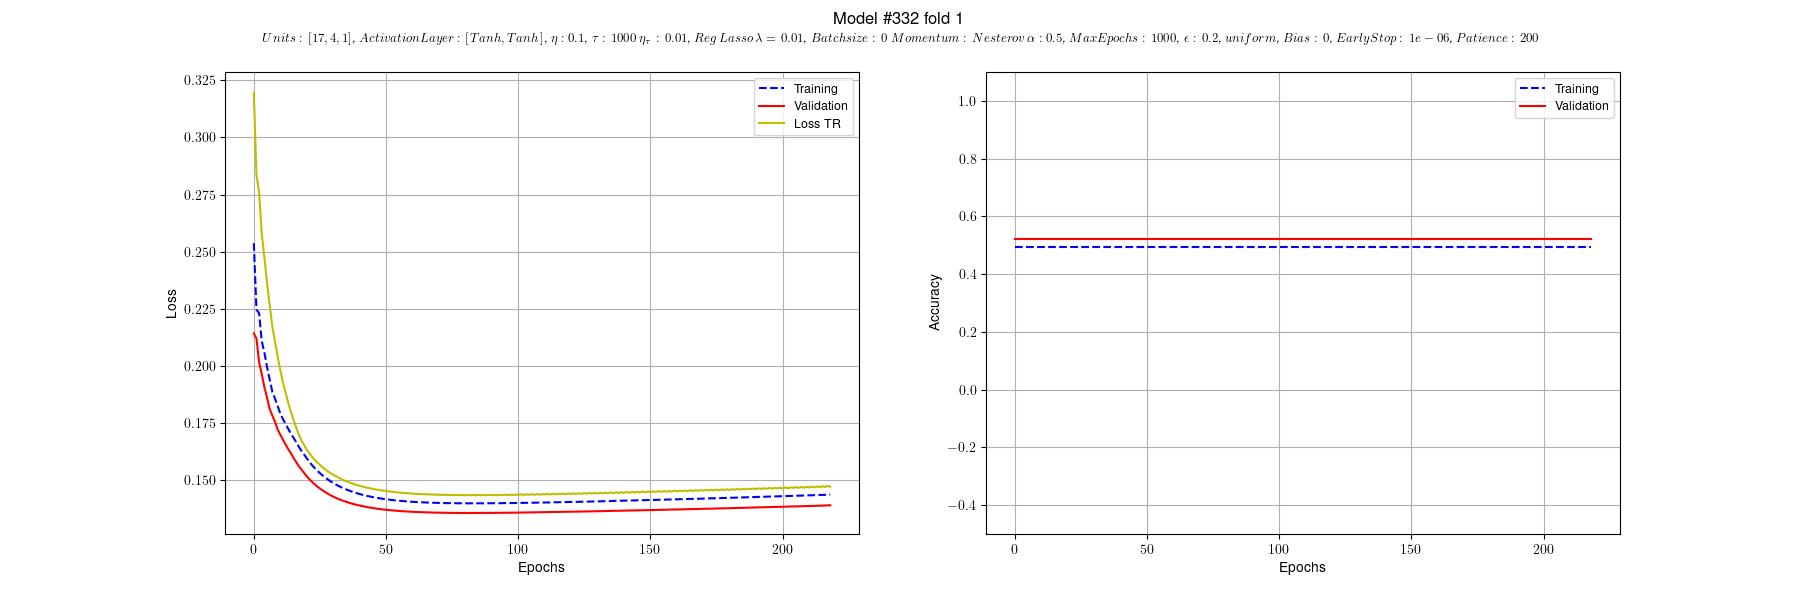 Model #332 fold 1
Units : [17, 4, 1], ActivationLayer : [Tanh, Tanh], η : 0.1, τ : 1000 η_τ : 0.01, Reg Lasso λ = 0.01, Batchsize : 0 Momentum : Nesterov α : 0.5, MaxEpochs : 1000, ϵ : 0.2, uniform, Bias : 0, EarlyStop : 1e − 06, Patience : 200
0.325
0.300
0.275
0.250
0.225
0.200
0.175
0.150
Loss
Training
Validation
Loss TR
0 50 100 150 200
Epochs
1.0
0.8
0.6
0.4
0.2
0.0
−0.2
−0.4
Accuracy
Training
Validation
0 50 100 150 200
Epochs